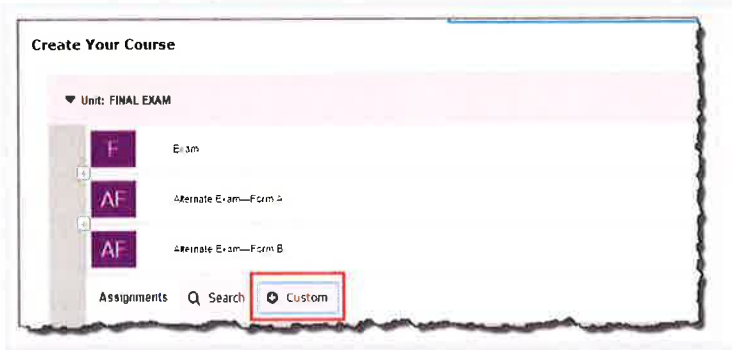 Create Your Course
Unit: FINAL EXAM
F Exam
AF Alternate Exam—Form A
AF Alternate Exam—Form B
Assignments Search Custom